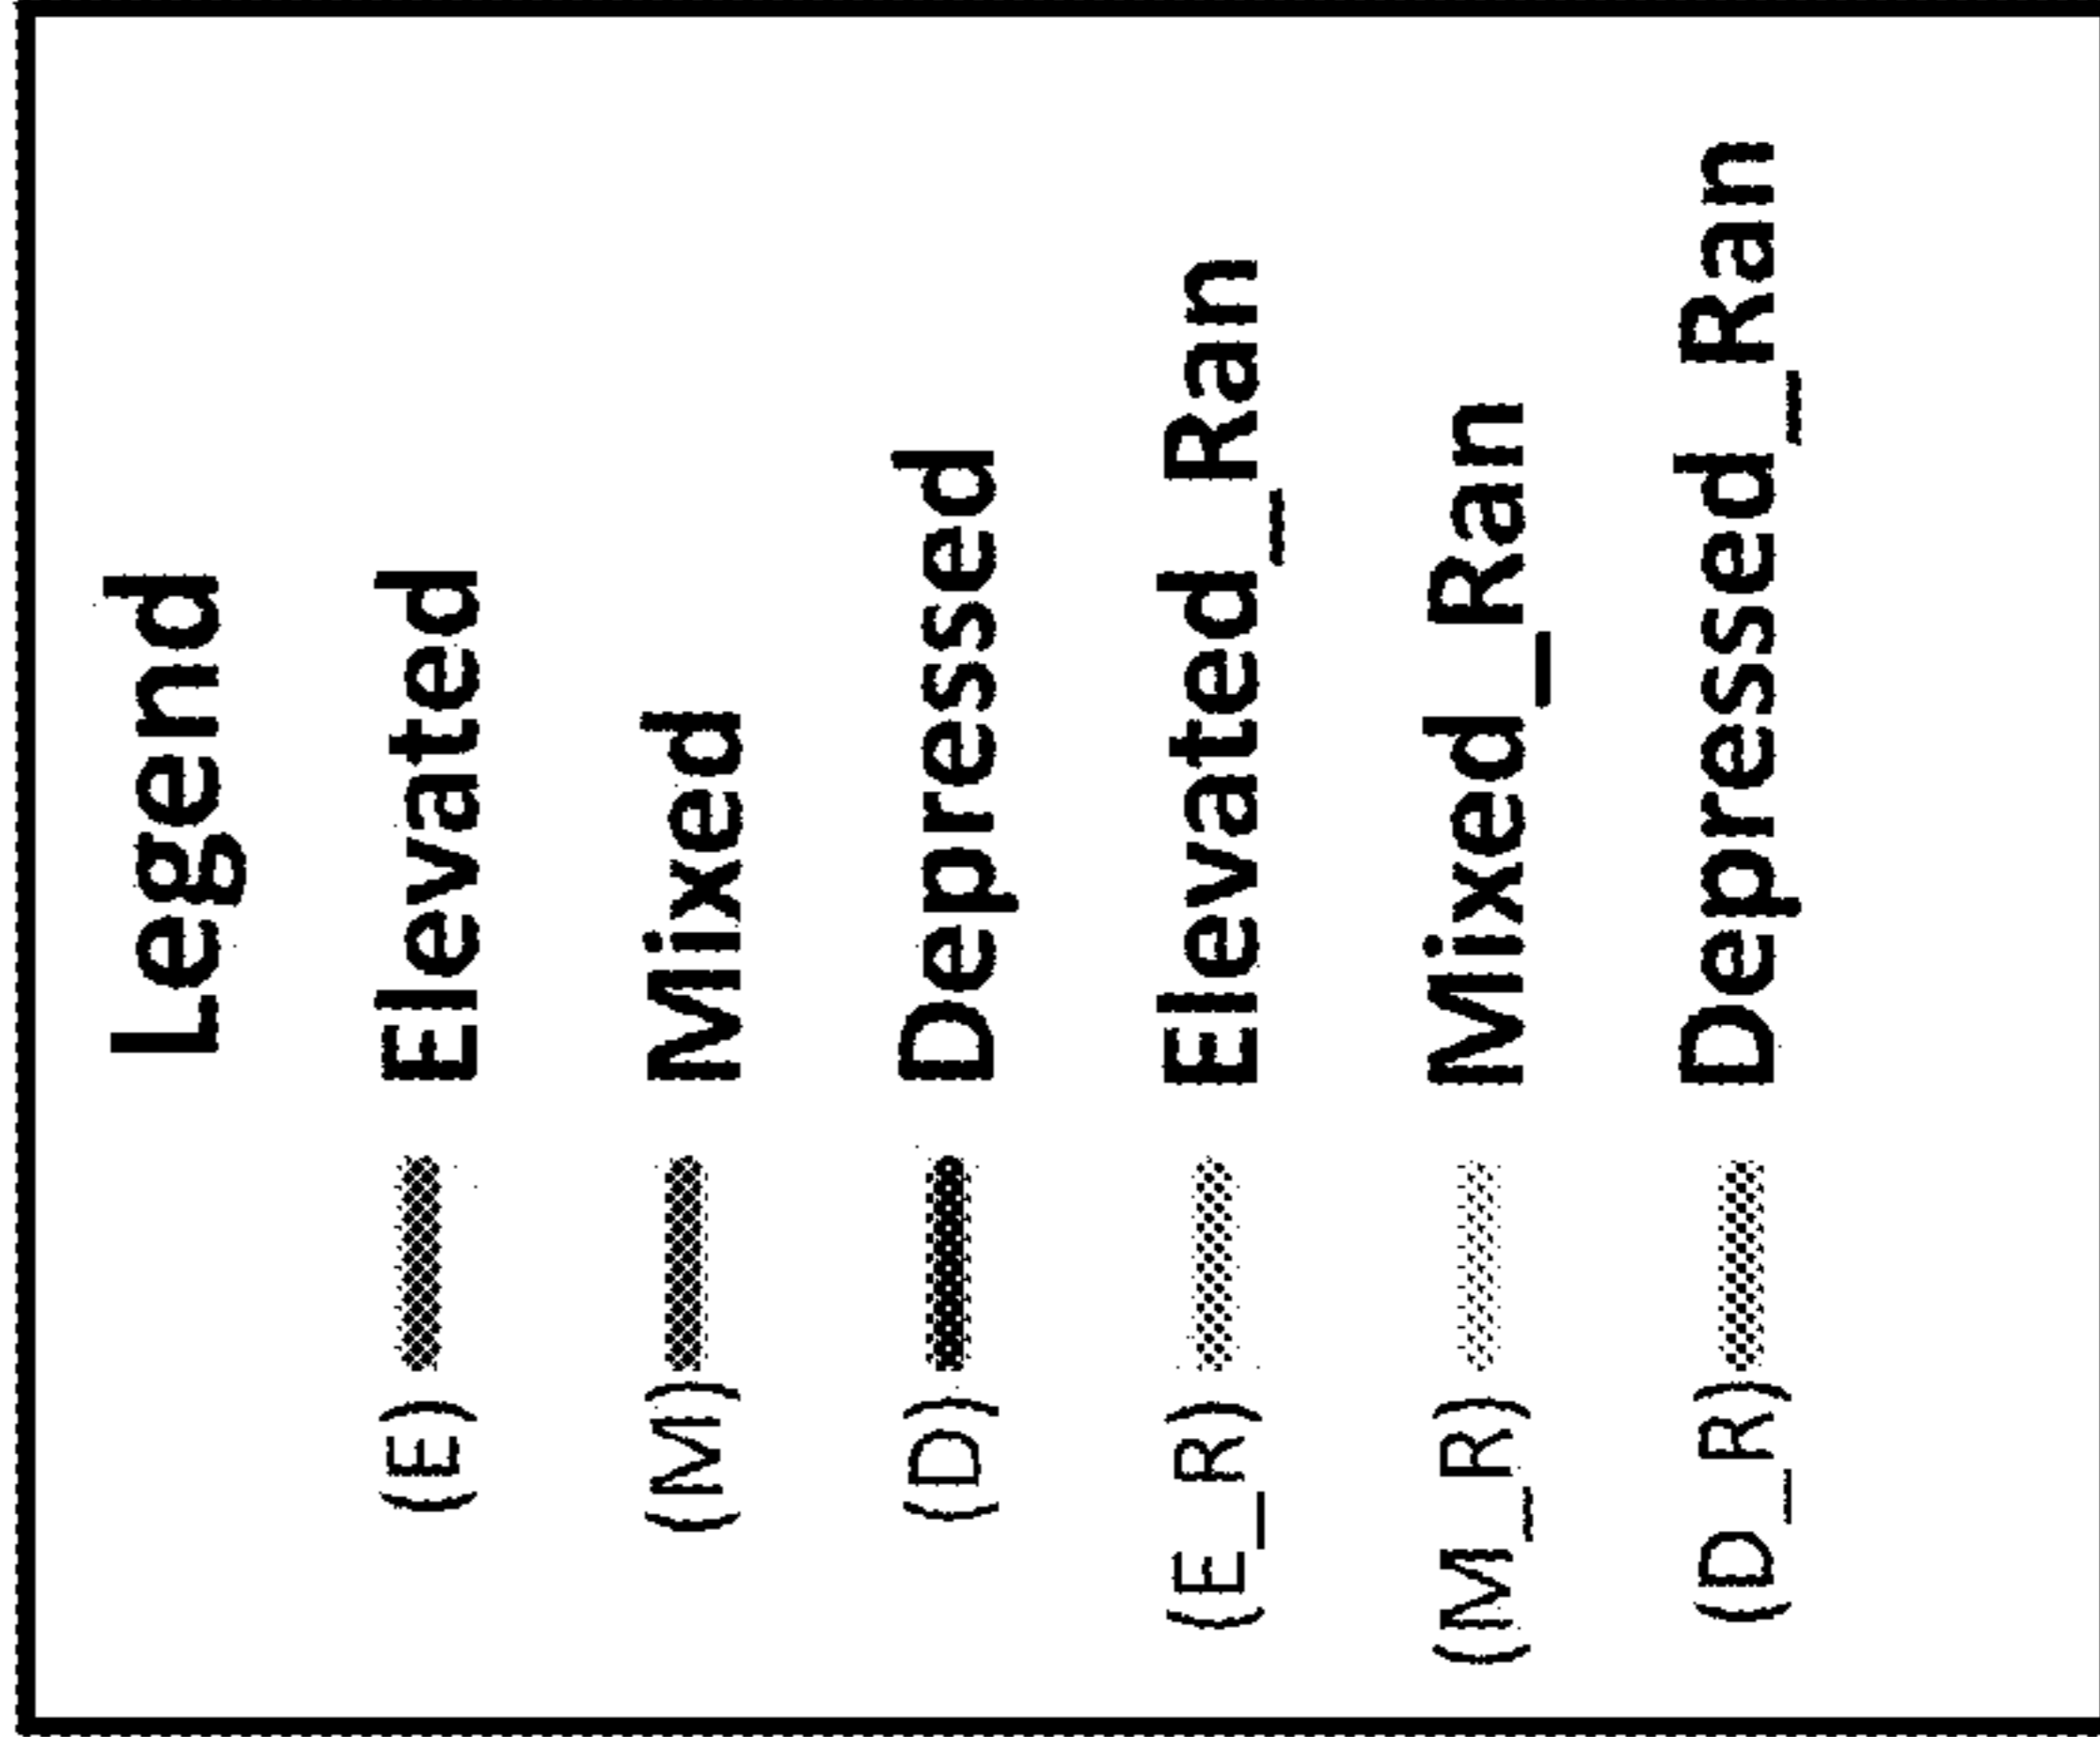 Legend
(E) Elevated
(M) Mixed
(D) Depressed
(E_R) Elevated_Ran
(M_R) Mixed_Ran
(D_R) Depressed_Ran